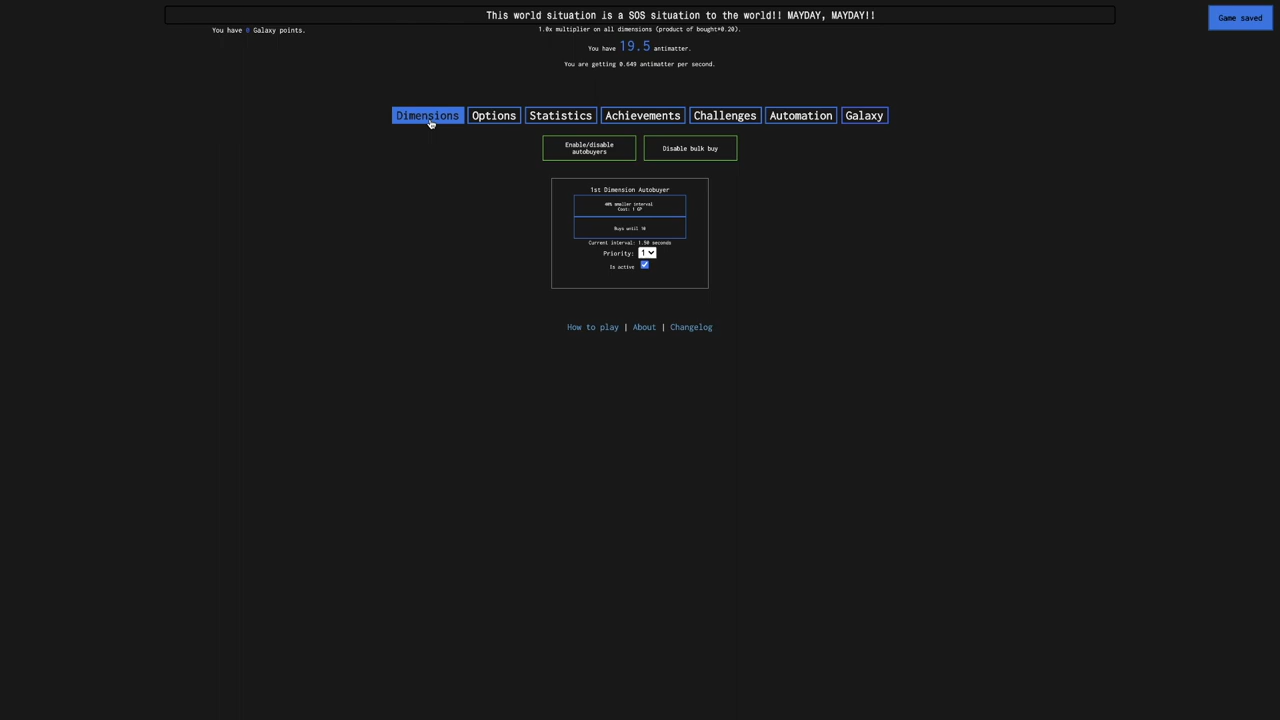 This world situation is a SOS situation to the world!! MAYDAY, MAYDAY!!
Game saved
You have 0 Galaxy points.
1.0x multiplier on all dimensions (product of bought*0.20).
You have 19.5 antimatter.
You are getting 0.649 antimatter per second.
Dimensions Options Statistics Achievements Challenges Automation Galaxy
Enable/disable autobuyers
Disable bulk buy
1st Dimension Autobuyer
40% smaller interval
Cost: 1 GP
Buys until 10
Current interval: 1.50 seconds
Priority: 1
Is active
How to play | About | Changelog